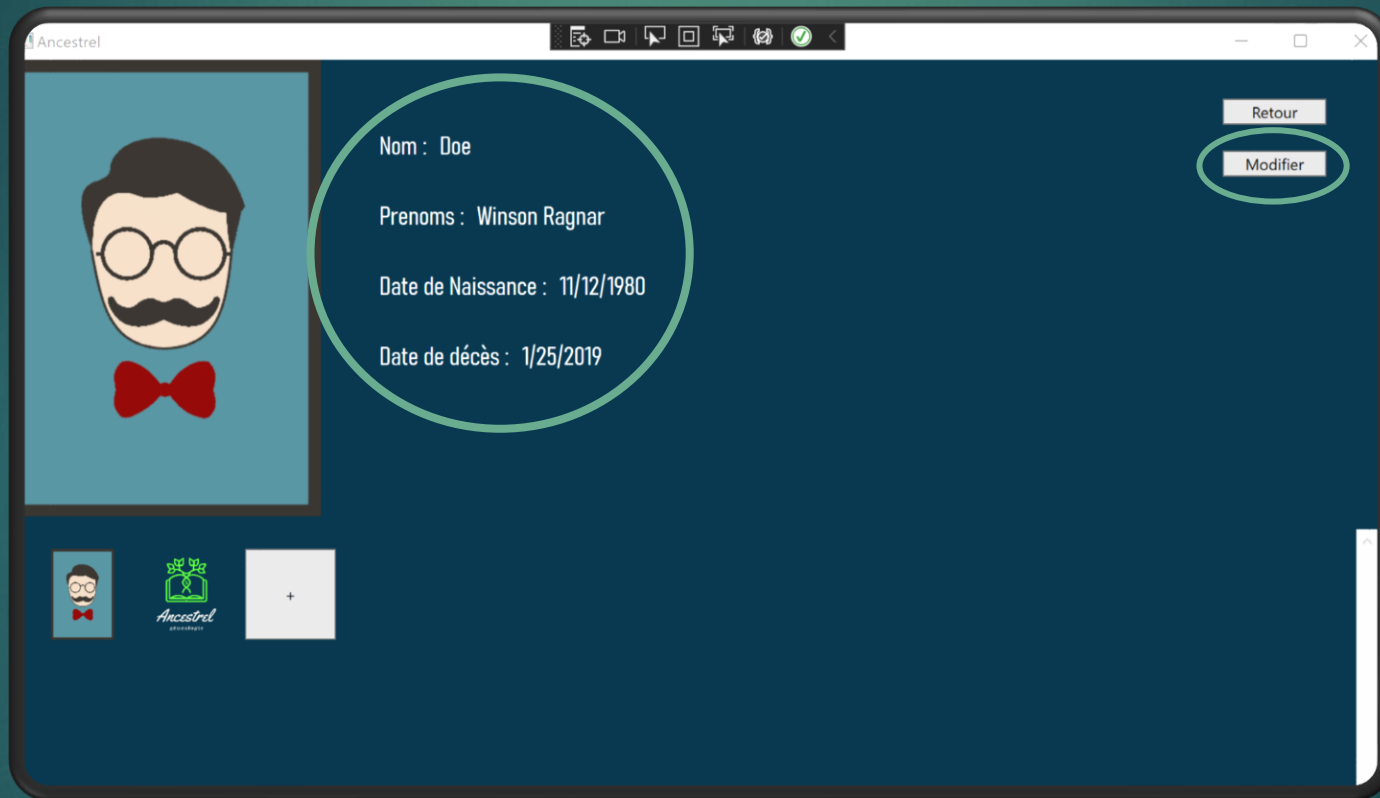 Ancestrel
Retour
Modifier
Nom : Doe
Prenoms : Winson Ragnar
Date de Naissance : 11/12/1980
Date de décès : 1/25/2019
Ancestrel
+